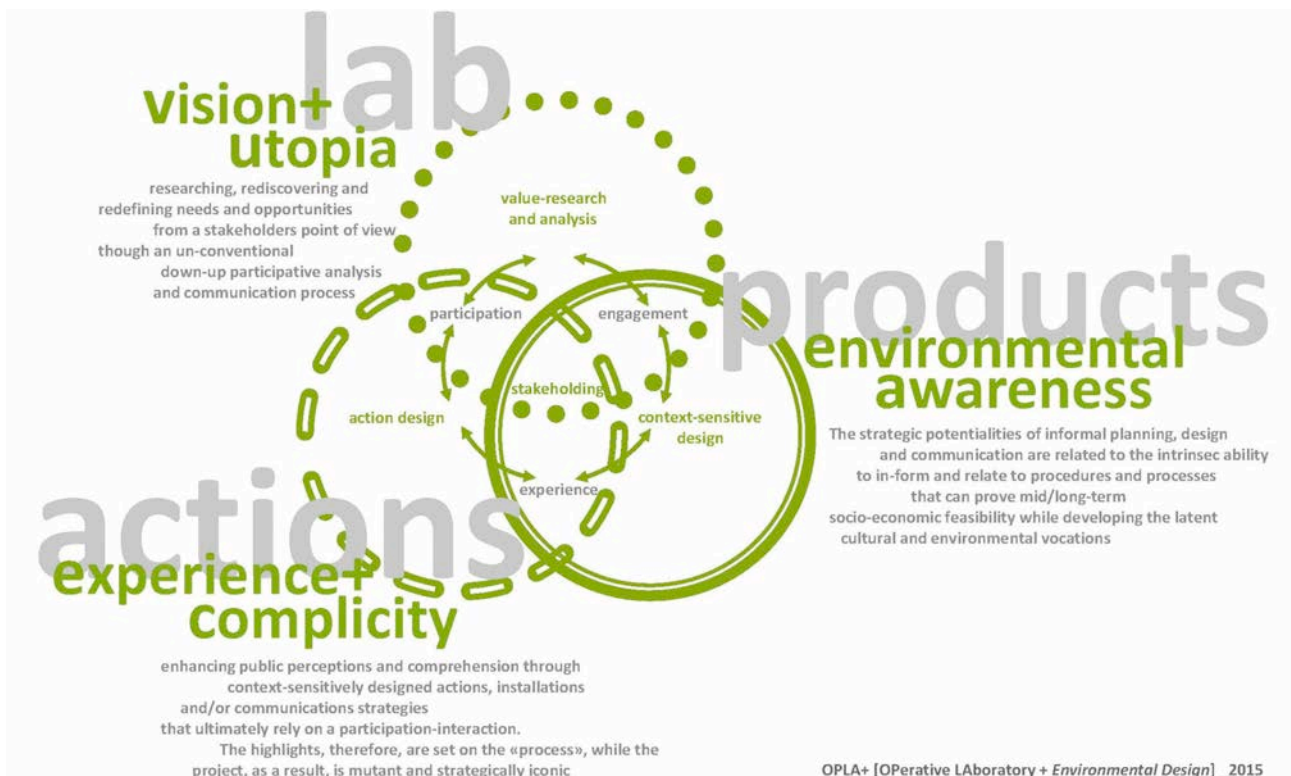 lab
vision+
utopia
researching, rediscovering and
redefining needs and opportunities
from a stakeholders point of view
though an un-conventional
down-up participative analysis
and communication process
value-research
and analysis
participation
engagement
stakeholding
action design
context-sensitive
design
experience
products
environmental
awareness
The strategic potentialities of informal planning, design
and communication are related to the intrinsec ability
to in-form and relate to procedures and processes
that can prove mid/long-term
socio-economic feasibility while developing the latent
cultural and environmental vocations
actions
experience+
complicity
enhancing public perceptions and comprehension through
context-sensitively designed actions, installations
and/or communications strategies
that ultimately rely on a participation-interaction.
The highlights, therefore, are set on the «process», while the
project, as a result, is mutant and strategically iconic
OPLA+ [OPerative LAboratory + Environmental Design] 2015